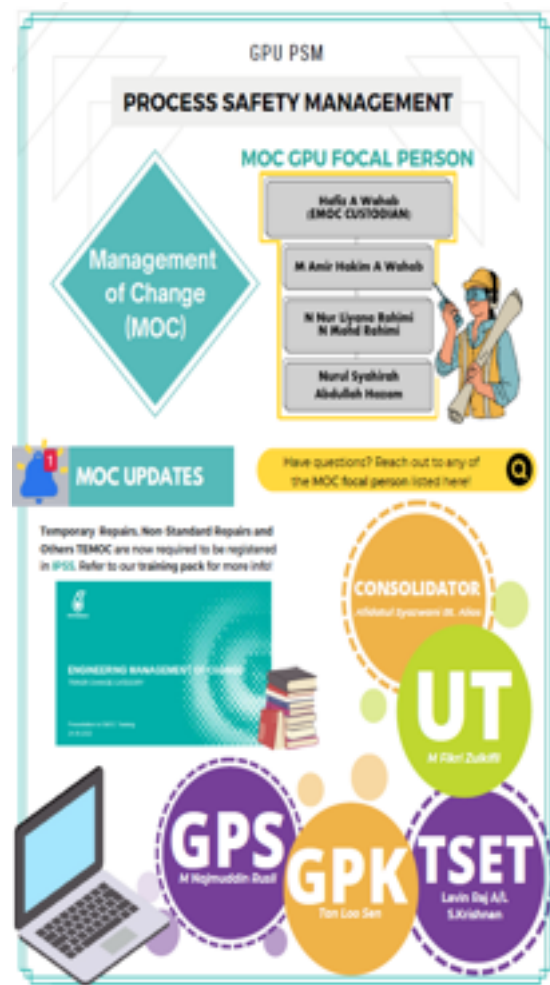 GPU PSM
PROCESS SAFETY MANAGEMENT
MOC GPU FOCAL PERSON
Management
of Change
(MOC)
Hafiz A Wahab
(EMOC CUSTODIAN)
M Amir Hakim A Wahab
N Nur Liyana Rahimi
N Mohd Rahimi
Nurul Syahirah
Abdullah Hazam
1
MOC UPDATES
Have questions? Reach out to any of
the MOC focal person listed here!
Temporary Repairs, Non-Standard Repairs and
Others TEMOC are now required to be registered
in iPSS. Refer to our training pack for more info!
ENGINEERING MANAGEMENT OF CHANGE
CONSOLIDATOR
UT
M Fikri Zulkifli
GPS
M Najmuddin Rusli
GPK
Tan Loo Sen
TSET
Lavin Raj A/L
S.Krishnan